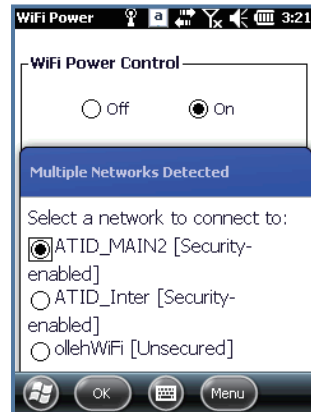 WiFi Power a 3:21
WiFi Power Control
Off On
Multiple Networks Detected
Select a network to connect to:
ATID_MAIN2 [Security-
enabled]
ATID_Inter [Security-
enabled]
ollehWiFi [Unsecured]
OK Menu